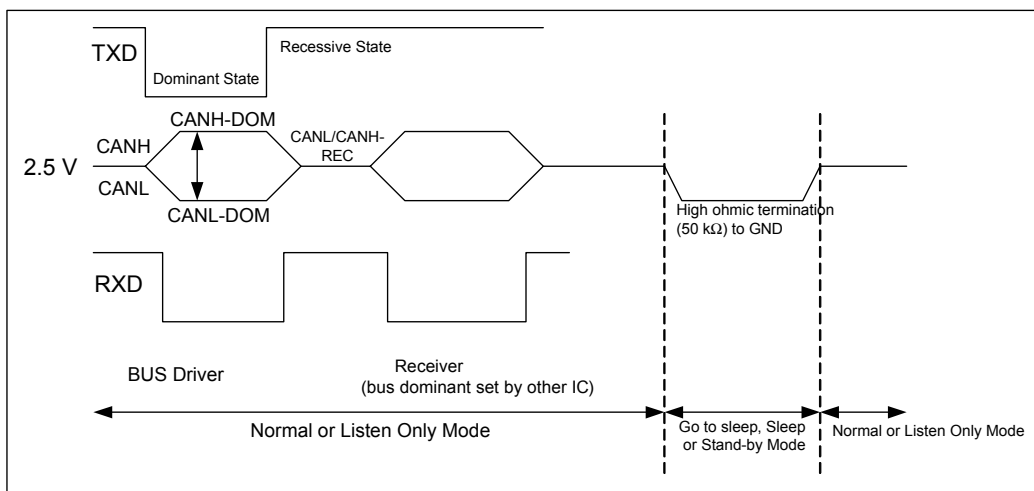 TXD
Recessive State
Dominant State
CANH-DOM
CANL/CANH-
REC
CANH
2.5 V
CANL
CANL-DOM
High ohmic termination
(50 kΩ) to GND
RXD
BUS Driver
Receiver
(bus dominant set by other IC)
Normal or Listen Only Mode
Go to sleep, Sleep
or Stand-by Mode
Normal or Listen Only Mode